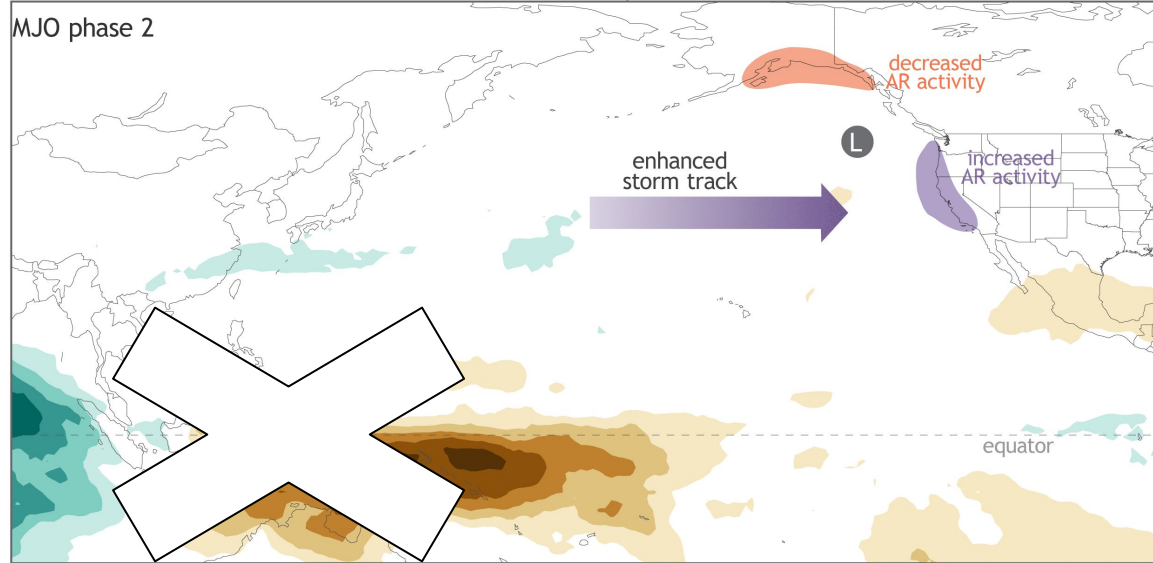 MJO phase 2
decreased
AR activity
L
enhanced
storm track
increased
AR activity
equator